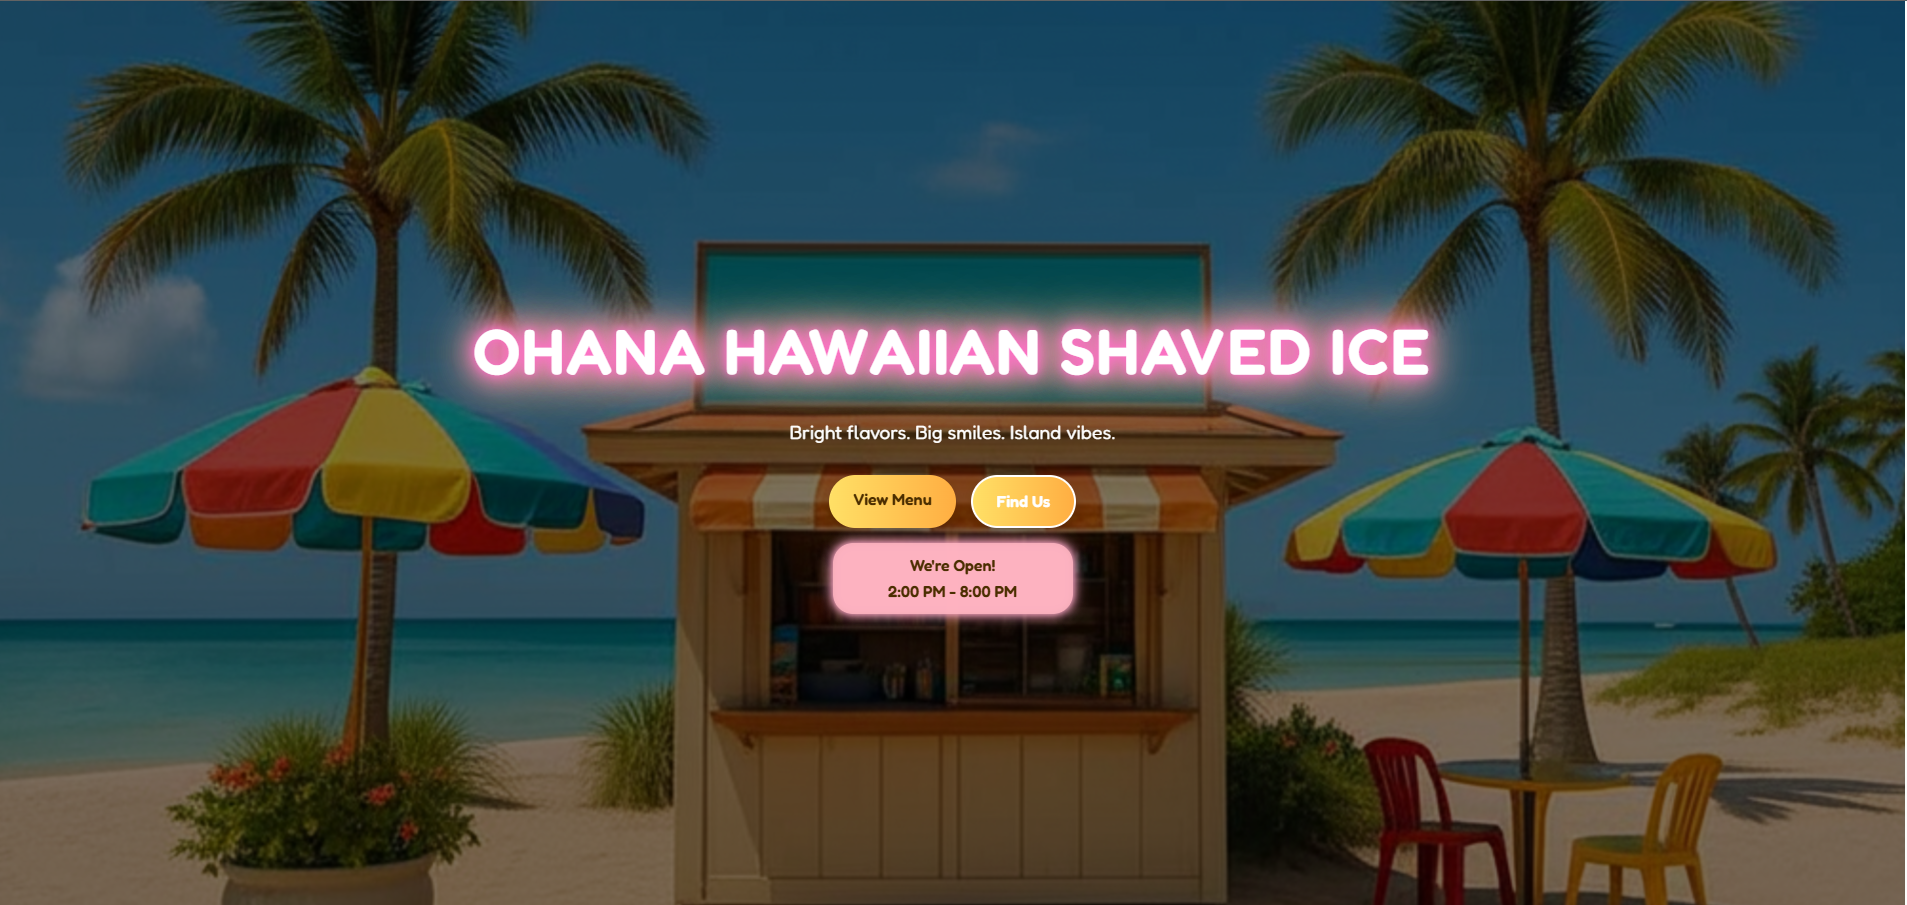 OHANA HAWAIIAN SHAVED ICE
Bright flavors. Big smiles. Island vibes.
View Menu
Find Us
We're Open!
2:00 PM - 8:00 PM